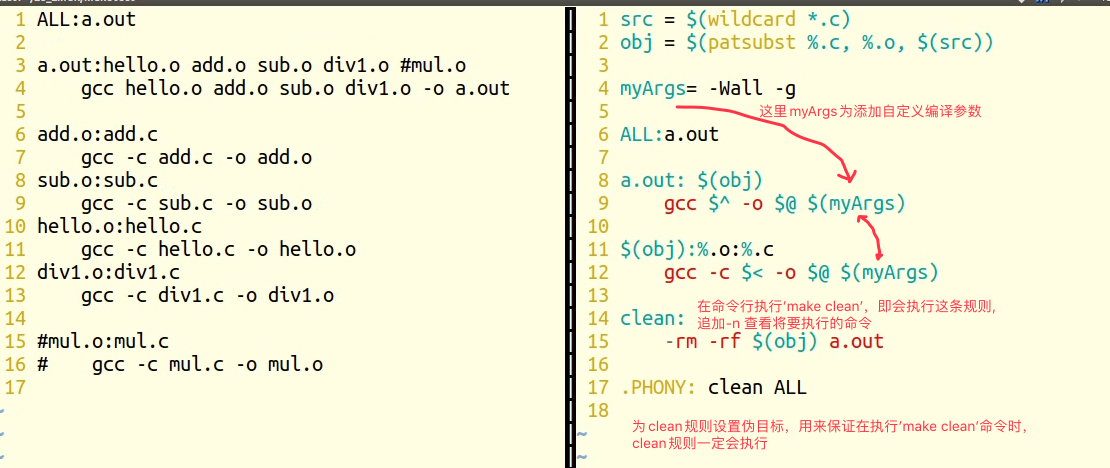 1 ALL:a.out
2
3 a.out:hello.o add.o sub.o div1.o #mul.o
4     gcc hello.o add.o sub.o div1.o -o a.out
5
6 add.o:add.c
7     gcc -c add.c -o add.o
8 sub.o:sub.c
9     gcc -c sub.c -o sub.o
10 hello.o:hello.c
11     gcc -c hello.c -o hello.o
12 div1.o:div1.c
13     gcc -c div1.c -o div1.o
14
15 #mul.o:mul.c
16 #    gcc -c mul.c -o mul.o
17
~
~
~
1 src = $(wildcard *.c)
2 obj = $(patsubst %.c, %.o, $(src))
3
4 myArgs= -Wall -g
5
这里myArgs为添加自定义编译参数
6 ALL:a.out
7
8 a.out: $(obj)
9     gcc $^ -o $@ $(myArgs)
10
11 $(obj):%.o:%.c
12     gcc -c $< -o $@ $(myArgs)
13
在命令行执行‘make clean’，即会执行这条规则,
14 clean:
追加-n 查看将要执行的命令
15     -rm -rf $(obj) a.out
16
17 .PHONY: clean ALL
18
为clean规则设置伪目标，用来保证在执行‘make clean’命令时，
~
clean规则一定会执行
~